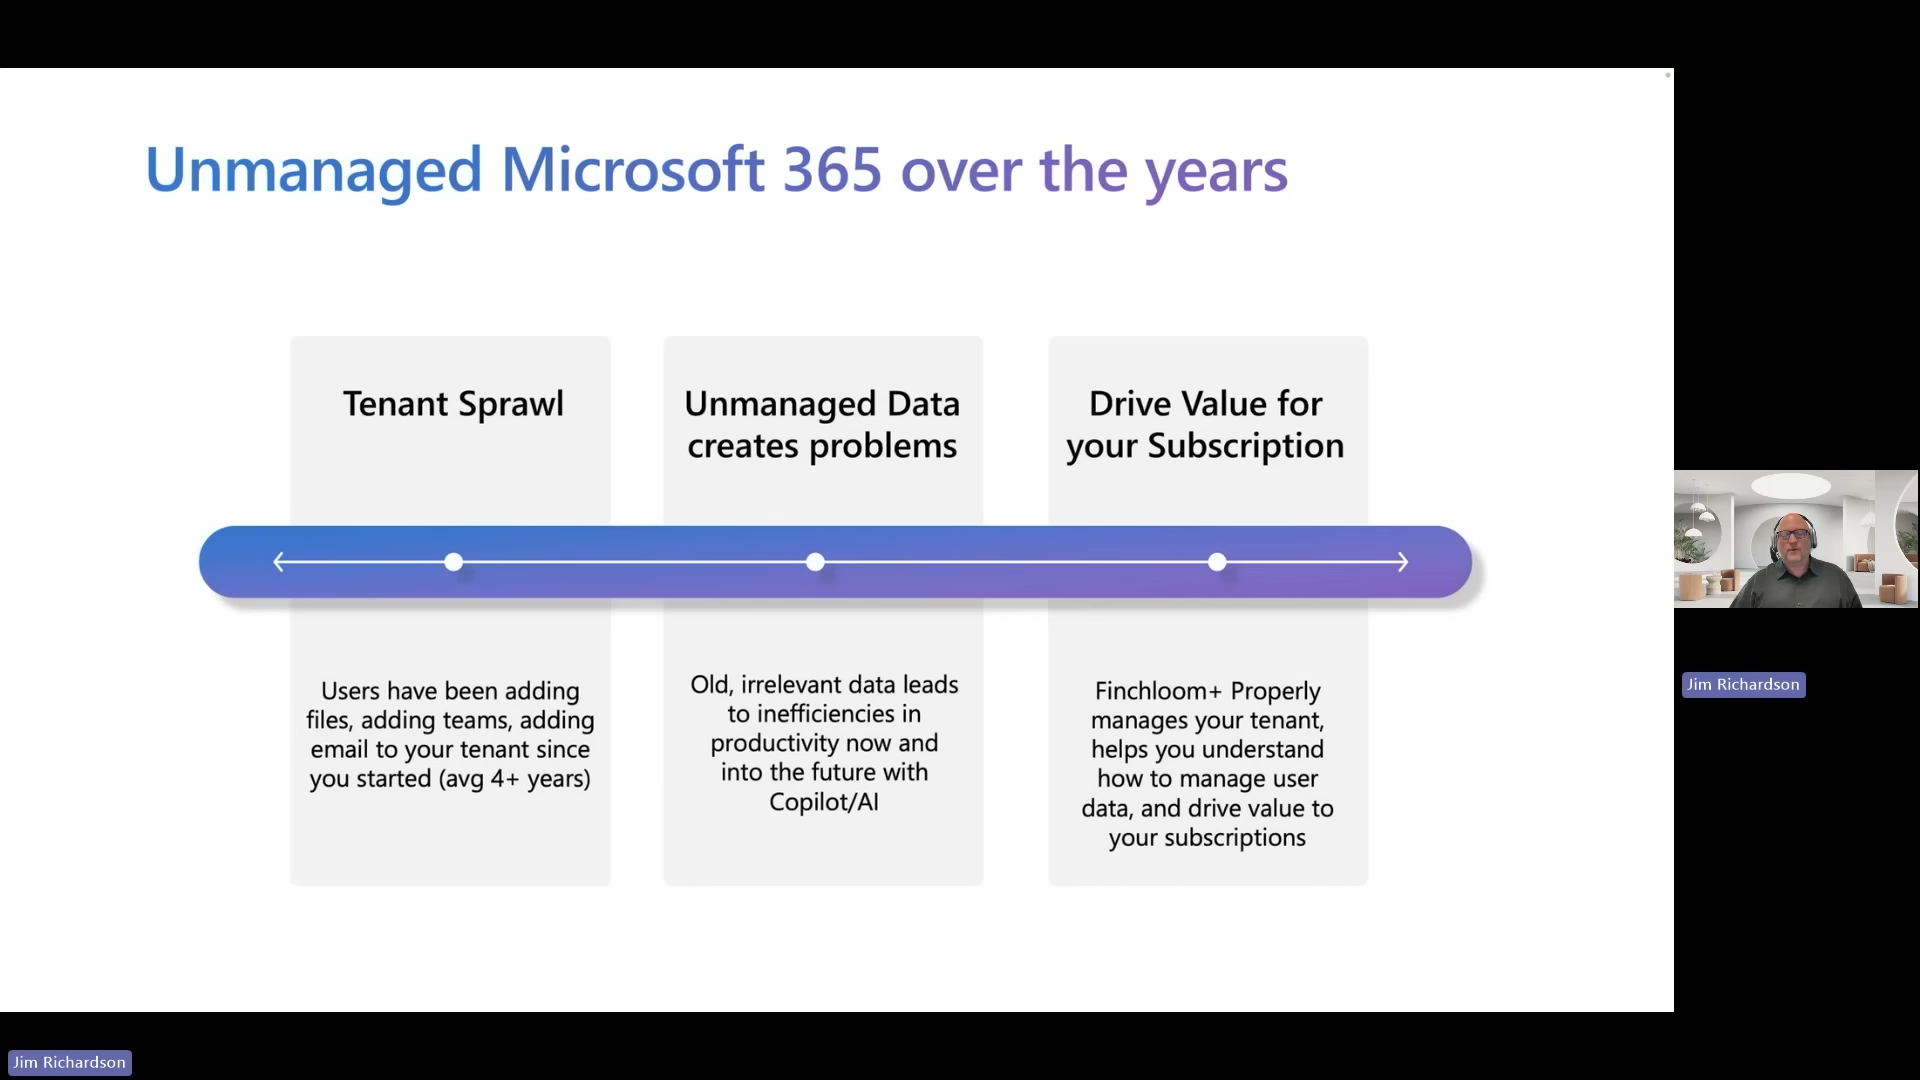 Unmanaged Microsoft 365 over the years
Tenant Sprawl
Unmanaged Data
creates problems
Drive Value for
your Subscription
Users have been adding
files, adding teams, adding
email to your tenant since
you started (avg 4+ years)
Old, irrelevant data leads
to inefficiencies in
productivity now and
into the future with
Copilot/AI
Finchloom+ Properly
manages your tenant,
helps you understand
how to manage user
data, and drive value to
your subscriptions
Jim Richardson
Jim Richardson